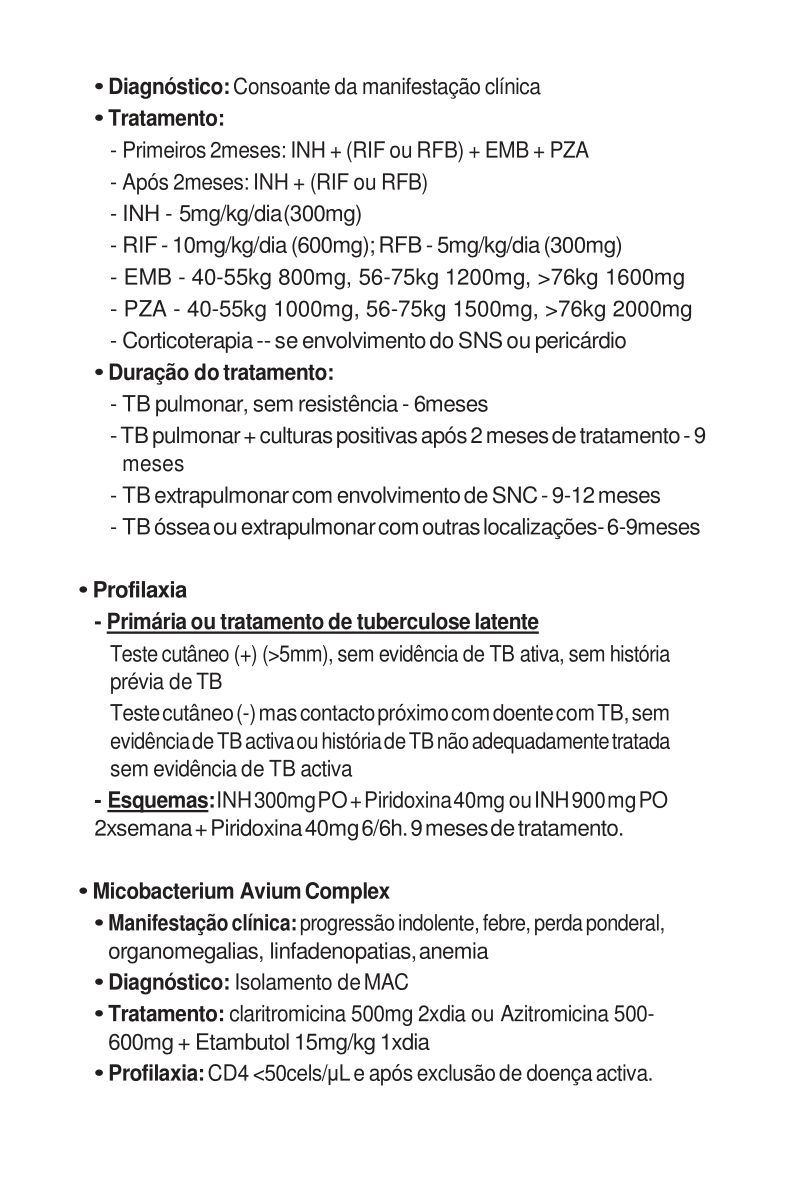 • Diagnóstico: Consoante da manifestação clínica
• Tratamento:
- Primeiros 2meses: INH + (RIF ou RFB) + EMB + PZA
- Após 2meses: INH + (RIF ou RFB)
- INH - 5mg/kg/dia (300mg)
- RIF - 10mg/kg/dia (600mg); RFB - 5mg/kg/dia (300mg)
- EMB - 40-55kg 800mg, 56-75kg 1200mg, >76kg 1600mg
- PZA - 40-55kg 1000mg, 56-75kg 1500mg, >76kg 2000mg
- Corticoterapia -- se envolvimento do SNS ou pericárdio
• Duração do tratamento:
- TB pulmonar, sem resistência - 6meses
- TB pulmonar + culturas positivas após 2 meses de tratamento - 9
meses
- TB extrapulmonar com envolvimento de SNC - 9-12 meses
- TB óssea ou extrapulmonar com outras localizações- 6-9meses
• Profilaxia
- Primária ou tratamento de tuberculose latente
Teste cutâneo (+) (>5mm), sem evidência de TB ativa, sem história
prévia de TB
Teste cutâneo (-) mas contacto próximo com doente com TB, sem
evidência de TB activa ou história de TB não adequadamente tratada
sem evidência de TB activa
- Esquemas: INH 300mg PO + Piridoxina 40mg ou INH 900 mg PO
2xsemana + Piridoxina 40mg 6/6h. 9 meses de tratamento.
• Micobacterium Avium Complex
• Manifestação clínica: progressão indolente, febre, perda ponderal,
organomegalias, linfadenopatias, anemia
• Diagnóstico: Isolamento de MAC
• Tratamento: claritromicina 500mg 2xdia ou Azitromicina 500-
600mg + Etambutol 15mg/kg 1xdia
• Profilaxia: CD4 <50cels/µL e após exclusão de doença activa.